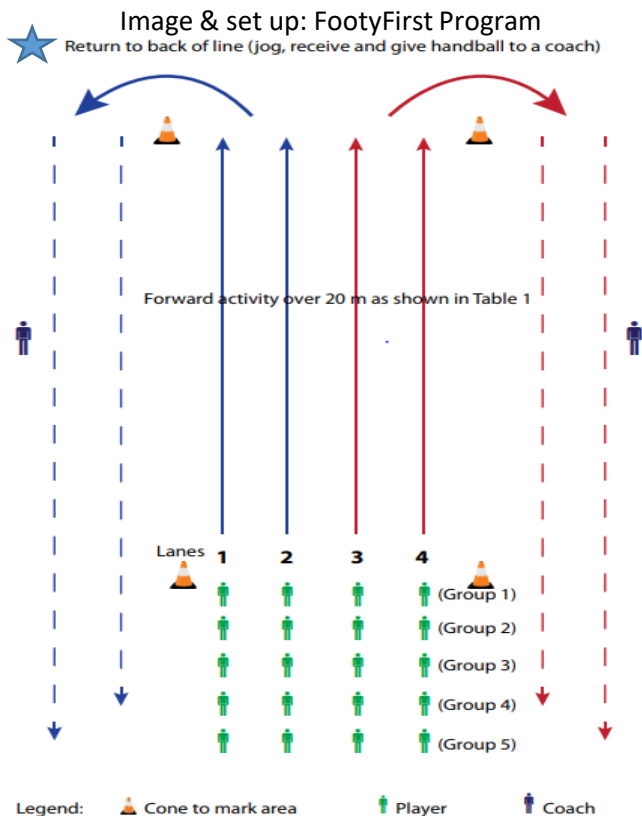 Image & set up: FootyFirst Program
Return to back of line (jog, receive and give handball to a coach)
Forward activity over 20 m as shown in Table 1
Lanes 1 2 3 4
(Group 1)
(Group 2)
(Group 3)
(Group 4)
(Group 5)
Legend: Cone to mark area Player Coach